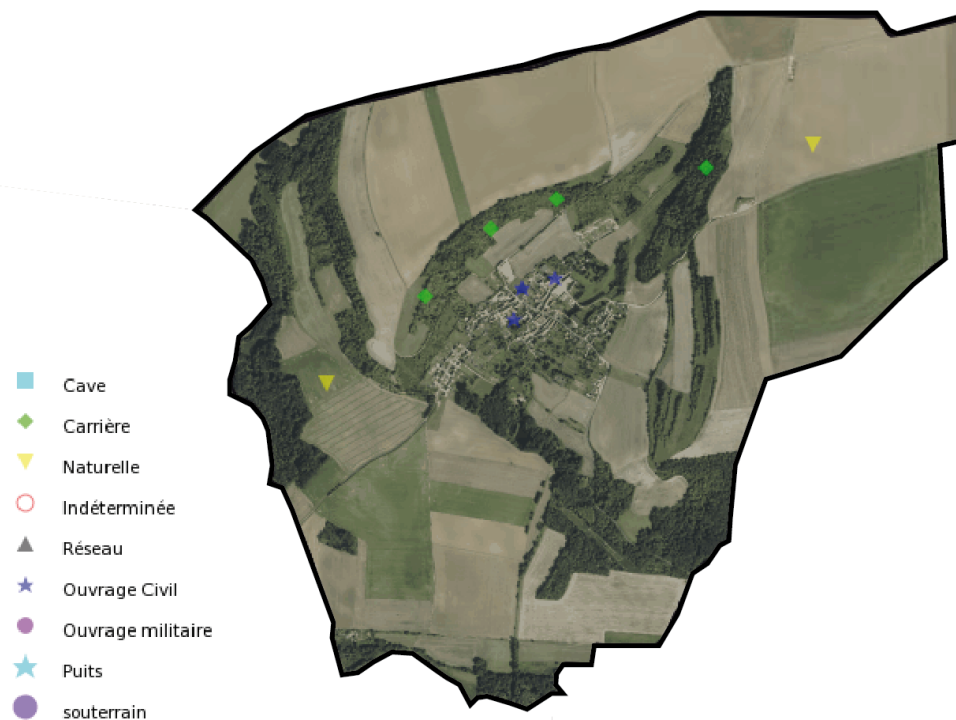 Cave
Carrière
Naturelle
Indéterminée
Réseau
Ouvrage Civil
Ouvrage militaire
Puits
souterrain